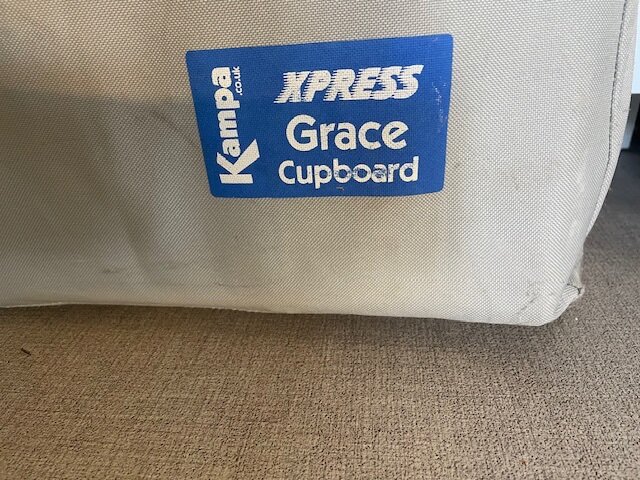 Kampa
.co.uk
XPRESS
Grace
Cupboard